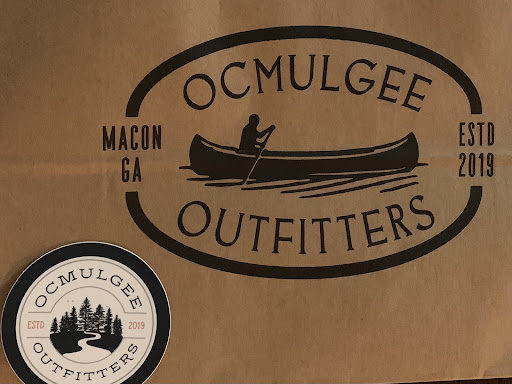 OCMULGEE
MACON
GA
ESTD
2019
OUTFITTERS
OCMULGEE
ESTD 2019
OUTFITTERS